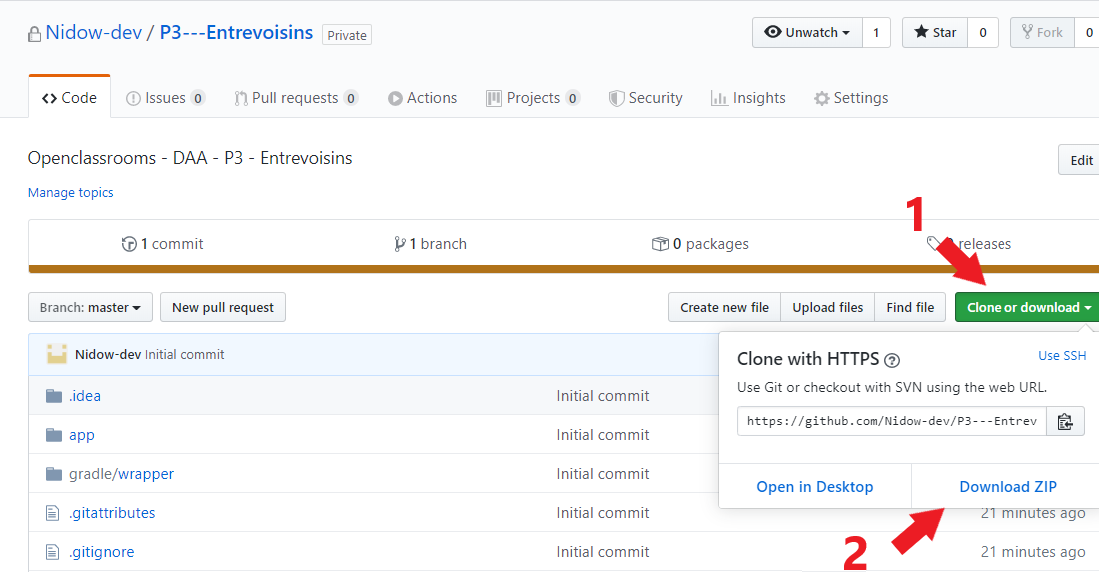 Nidow-dev / P3---Entrevoisins Private
Unwatch 1 Star 0 Fork 0
Code Issues 0 Pull requests 0 Actions Projects 0 Security Insights Settings
Openclassrooms - DAA - P3 - Entrevoisins
Edit
Manage topics
1
1 commit 1 branch 0 packages releases
Branch: master New pull request Create new file Upload files Find file Clone or download
Nidow-dev Initial commit
Clone with HTTPS ? Use SSH
Use Git or checkout with SVN using the web URL.
.idea Initial commit
https://github.com/Nidow-dev/P3---Entrev
app Initial commit
gradle/wrapper Initial commit
Open in Desktop Download ZIP
.gitattributes Initial commit 21 minutes ago
.gitignore Initial commit 21 minutes ago
2